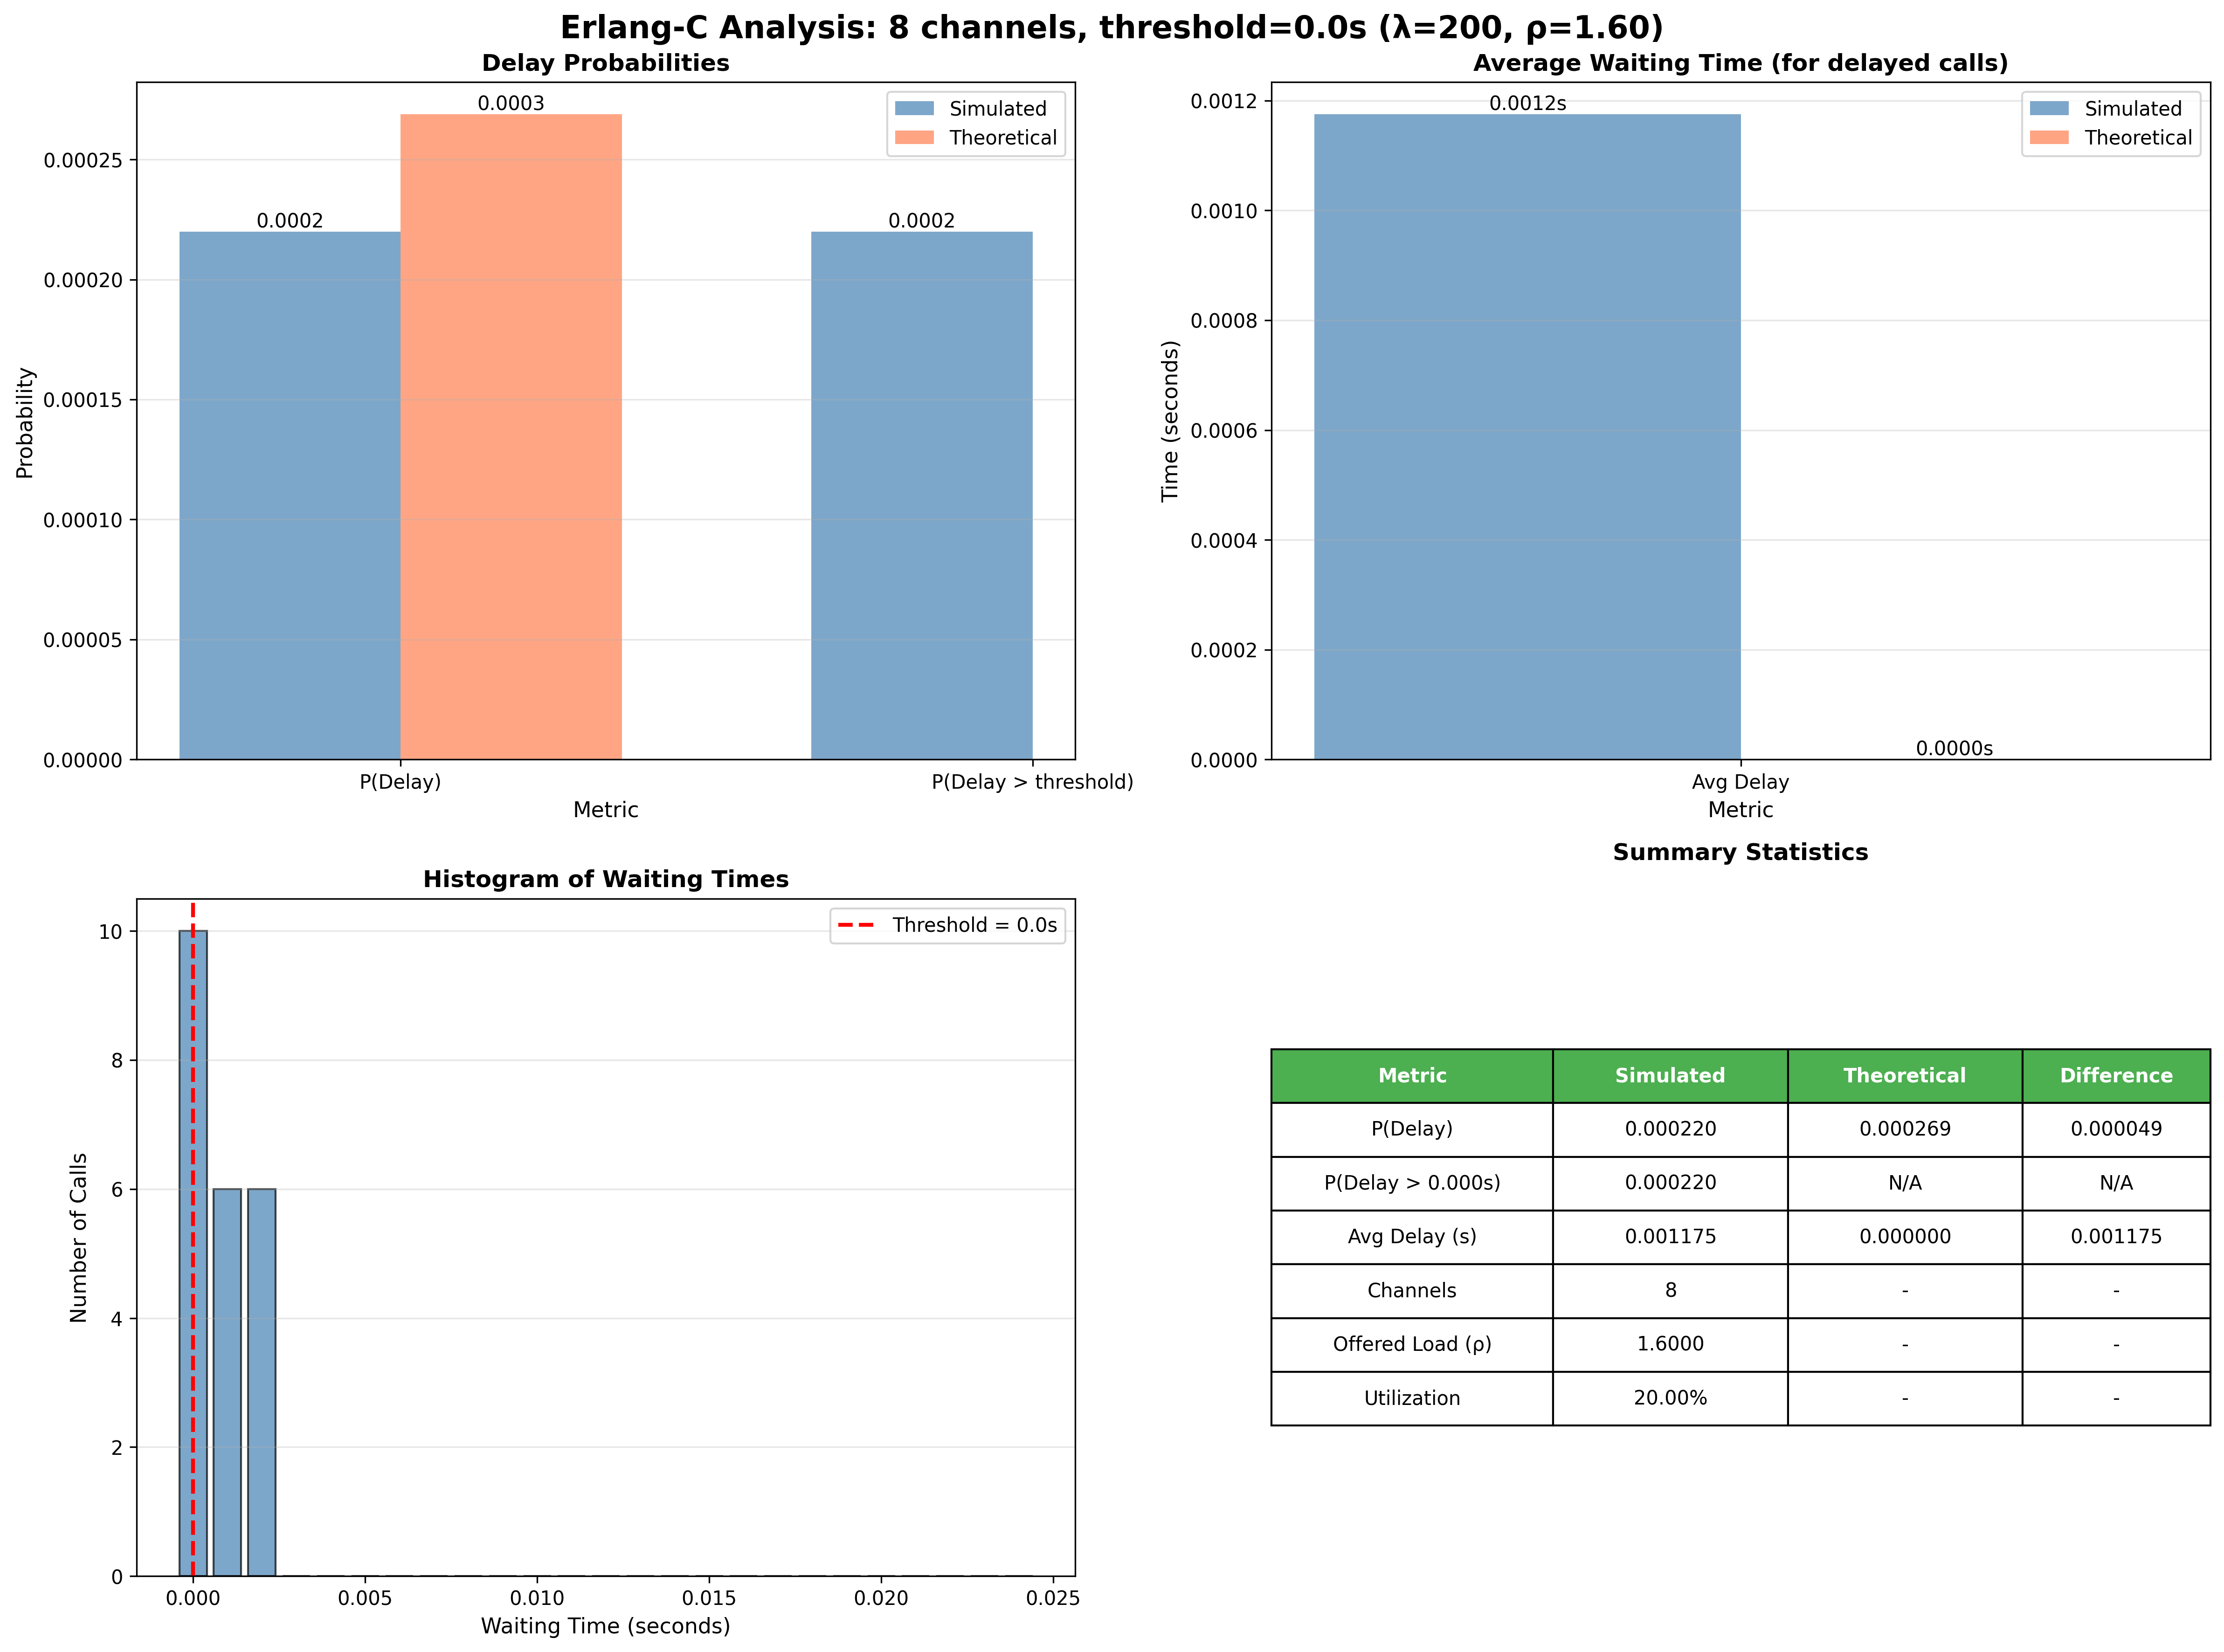 Erlang-C Analysis: 8 channels, threshold=0.0s (λ=200, ρ=1.60)
Delay Probabilities
0.0003
0.0002
0.0002
Simulated
Theoretical
0.00025
0.00020
0.00015
0.00010
0.00005
0.00000
Probability
P(Delay)
P(Delay > threshold)
Metric
Average Waiting Time (for delayed calls)
0.0012s
0.0000s
Simulated
Theoretical
0.0012
0.0010
0.0008
0.0006
0.0004
0.0002
0.0000
Time (seconds)
Avg Delay
Metric
Histogram of Waiting Times
Threshold = 0.0s
10
8
6
4
2
0
Number of Calls
0.000 0.005 0.010 0.015 0.020 0.025
Waiting Time (seconds)
Summary Statistics
Metric Simulated Theoretical Difference
P(Delay) 0.000220 0.000269 0.000049
P(Delay > 0.000s) 0.000220 N/A N/A
Avg Delay (s) 0.001175 0.000000 0.001175
Channels 8 - -
Offered Load (ρ) 1.6000 - -
Utilization 20.00% - -